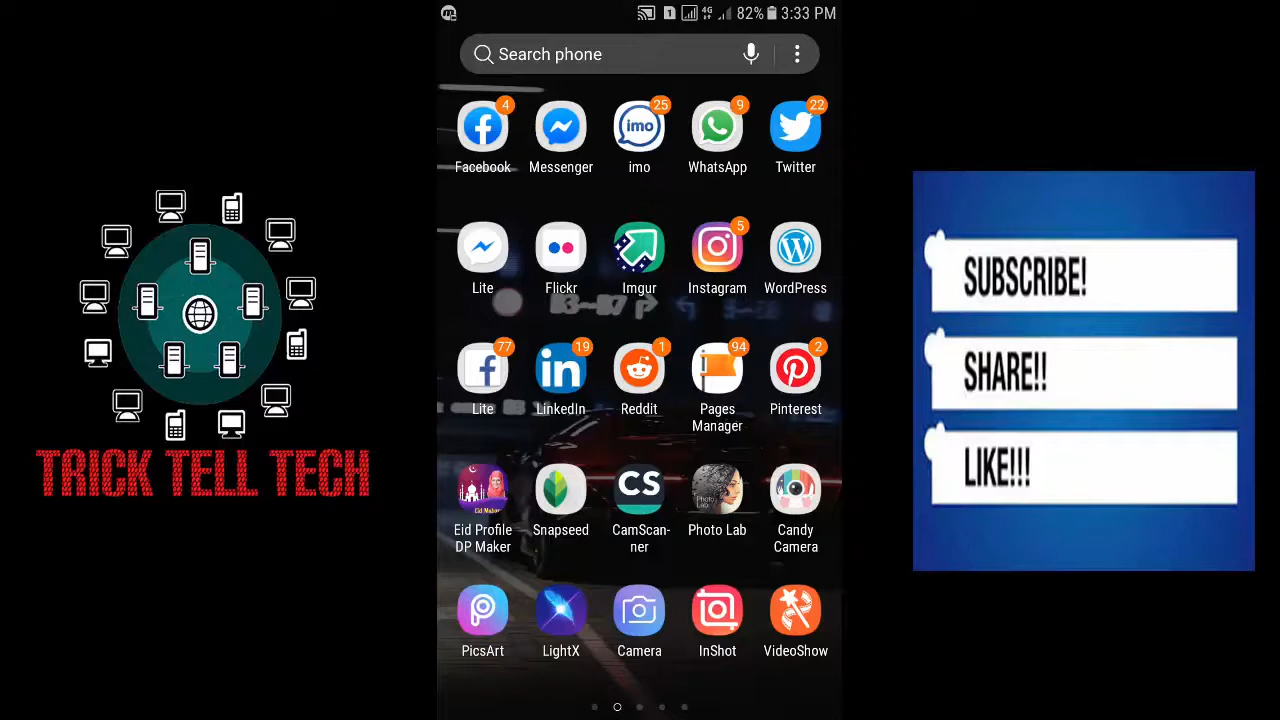 1 4G 82% 3:33 PM
Search phone
4 25 9 22
Facebook Messenger imo WhatsApp Twitter
5
Lite Flickr Imgur Instagram WordPress
77 19 1 94 2
Lite LinkedIn Reddit Pages Manager Pinterest
CS
Eid Profile DP Maker Snapseed CamScan-ner Photo Lab Candy Camera
PicsArt LightX Camera InShot VideoShow
TRICK TELL TECH
SUBSCRIBE!
SHARE!!
LIKE!!!